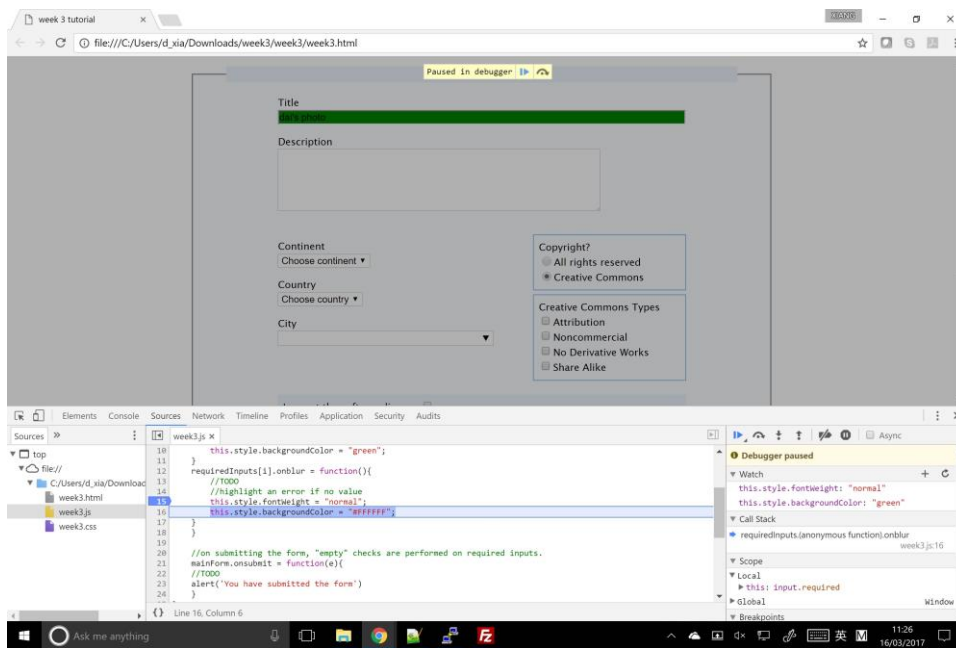 week 3 tutorial
XIANG
file:///C:/Users/d_xia/Downloads/week3/week3/week3.html
Paused in debugger
Title
dai's photo
Description
Continent
Choose continent
Copyright?
All rights reserved
Creative Commons
Country
Choose country
City
Creative Commons Types
Attribution
Noncommercial
No Derivative Works
Share Alike
Elements Console Sources Network Timeline Profiles Application Security Audits
Sources week3.js Async
top
file://
C:/Users/d_xia/Downloac
week3.html
week3.js
week3.css
10 this.style.backgroundColor = "green";
11 }
12 requiredInputs[i].onblur = function(){
13 //TODO
14 //highlight an error if no value
15 this.style.fontWeight = "normal";
16 this.style.backgroundColor = "#FFFFFF";
17 }
18 }
19
20 //on submitting the form, "empty" checks are performed on required inputs.
21 mainForm.onsubmit = function(e){
22 //TODO
23 alert('You have submitted the form')
24 }
{} Line 16, Column 6
Debugger paused
Watch
this.style.fontWeight: "normal"
this.style.backgroundColor: "green"
Call Stack
requiredInputs.(anonymous function).onblur
week3.js:16
Scope
Local
this: input.required
Global Window
Breakpoints
Ask me anything
英 M
11:26
16/03/2017